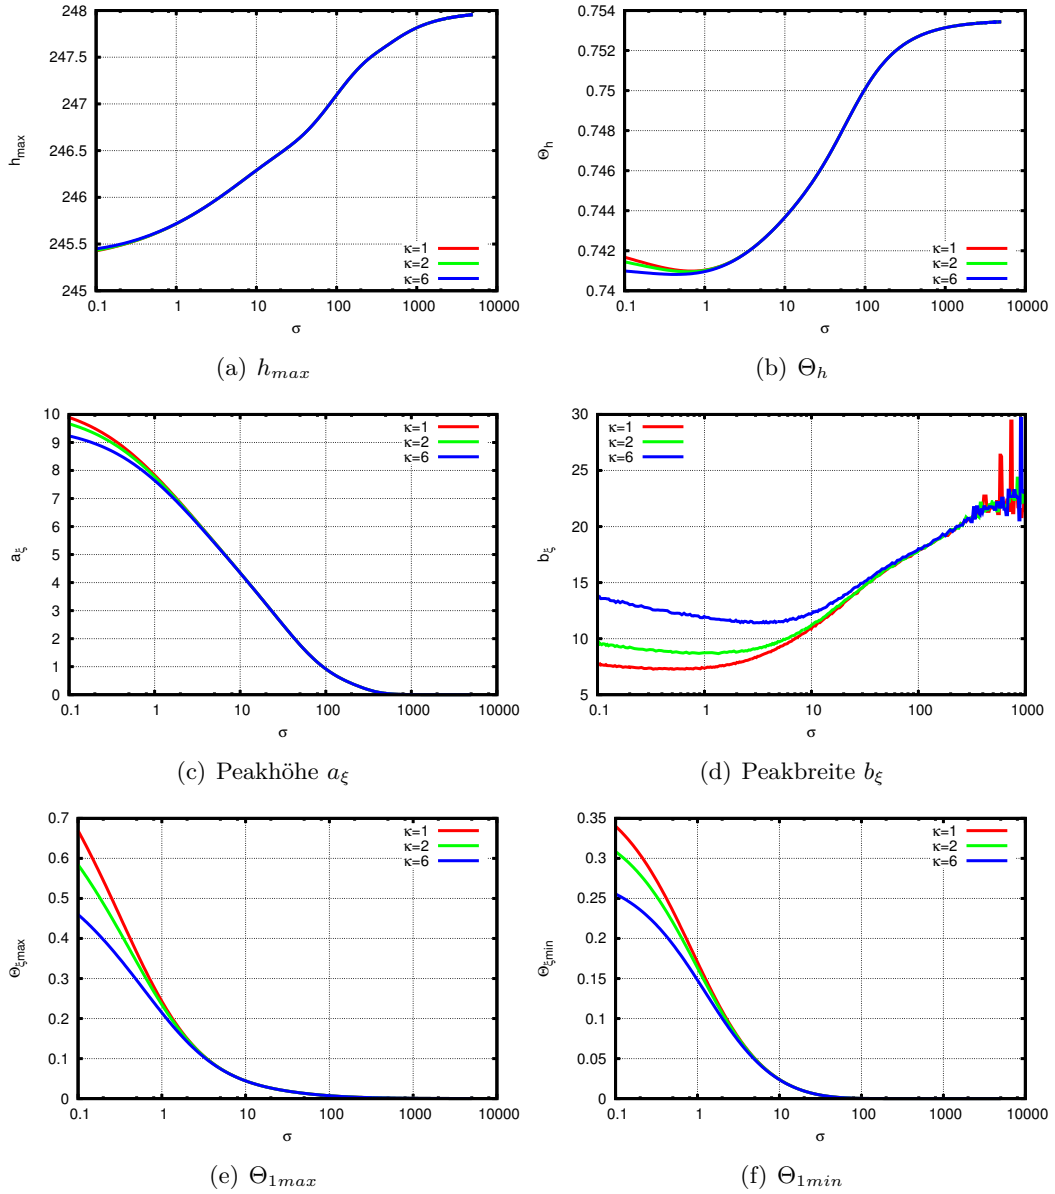 248
247.5
247
246.5
246
245.5
245
h_max
κ=1
κ=2
κ=6
0.1 1 10 100 1000 10000
σ
(a) h_max
0.754
0.752
0.75
0.748
0.746
0.744
0.742
0.74
Θ_h
κ=1
κ=2
κ=6
0.1 1 10 100 1000 10000
σ
(b) Θ_h
10
9
8
7
6
5
4
3
2
1
0
a_ξ
κ=1
κ=2
κ=6
0.1 1 10 100 1000 10000
σ
(c) Peakhöhe a_ξ
30
25
20
15
10
5
b_ξ
κ=1
κ=2
κ=6
0.1 1 10 100 1000
σ
(d) Peakbreite b_ξ
0.7
0.6
0.5
0.4
0.3
0.2
0.1
0
Θ_ξmax
κ=1
κ=2
κ=6
0.1 1 10 100 1000 10000
σ
(e) Θ_1max
0.35
0.3
0.25
0.2
0.15
0.1
0.05
0
Θ_ξmin
κ=1
κ=2
κ=6
0.1 1 10 100 1000 10000
σ
(f) Θ_1min